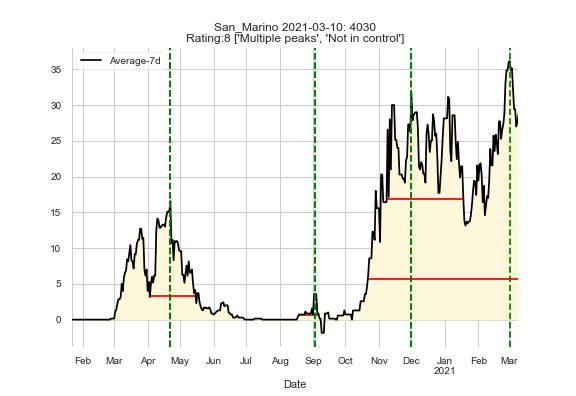 San_Marino 2021-03-10: 4030
Rating:8 ['Multiple peaks', 'Not in control']
Average-7d
35
30
25
20
15
10
5
0
Feb Mar Apr May Jun Jul Aug Sep Oct Nov Dec Jan Feb Mar
2021
Date